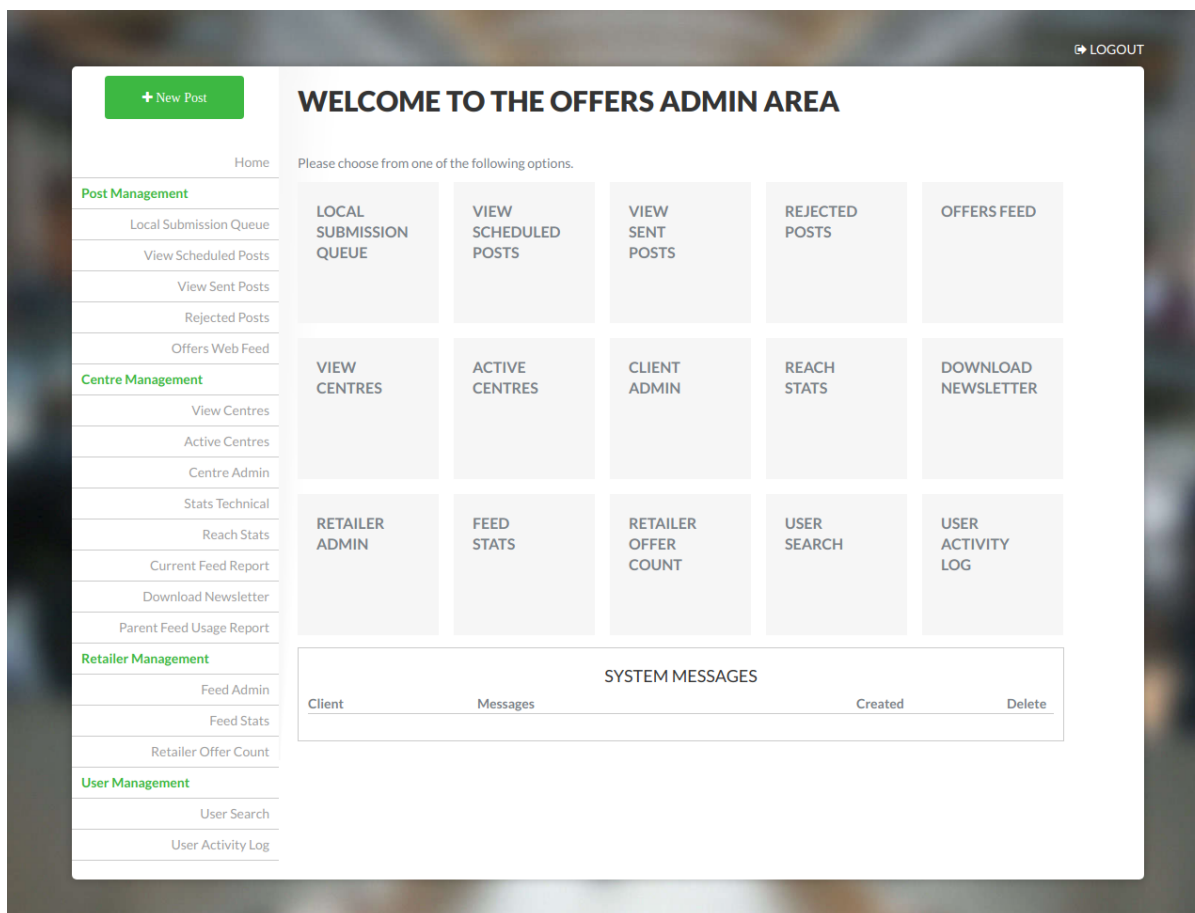 LOGOUT
New Post
WELCOME TO THE OFFERS ADMIN AREA
Home
Please choose from one of the following options.
Post Management
Local Submission Queue
View Scheduled Posts
View Sent Posts
Rejected Posts
Offers Web Feed
Centre Management
View Centres
Active Centres
Centre Admin
Stats Technical
Reach Stats
Current Feed Report
Download Newsletter
Parent Feed Usage Report
Retailer Management
Feed Admin
Feed Stats
Retailer Offer Count
User Management
User Search
User Activity Log
LOCAL
SUBMISSION
QUEUE
VIEW
SCHEDULED
POSTS
VIEW
SENT
POSTS
REJECTED
POSTS
OFFERS FEED
VIEW
CENTRES
ACTIVE
CENTRES
CLIENT
ADMIN
REACH
STATS
DOWNLOAD
NEWSLETTER
RETAILER
ADMIN
FEED
STATS
RETAILER
OFFER
COUNT
USER
SEARCH
USER
ACTIVITY
LOG
SYSTEM MESSAGES
Client Messages Created Delete